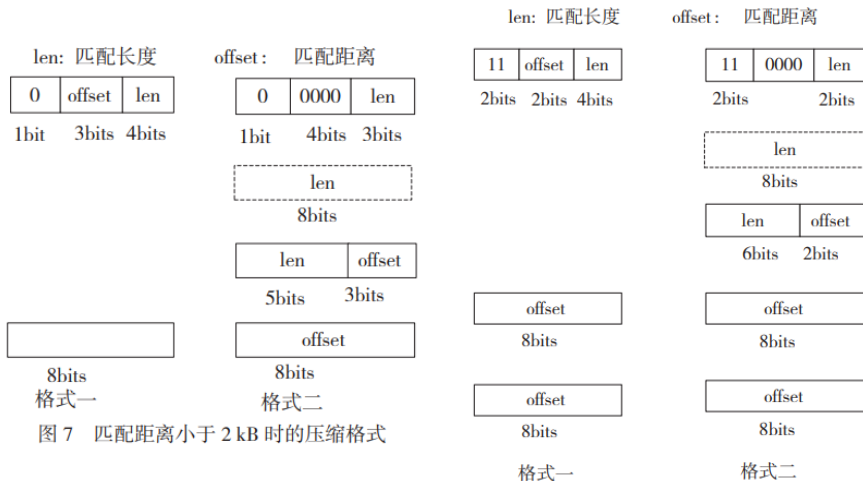 len: 匹配长度 offset: 匹配距离
0 offset len
1bit 3bits 4bits
0 0000 len
1bit 4bits 3bits
len
8bits
len offset
5bits 3bits
8bits
格式一
offset
8bits
格式二
图 7 匹配距离小于 2 kB 时的压缩格式
len: 匹配长度 offset: 匹配距离
11 offset len
2bits 2bits 4bits
11 0000 len
2bits 2bits
len
8bits
len offset
6bits 2bits
offset
8bits
offset
8bits
offset
8bits
offset
8bits
格式一 格式二